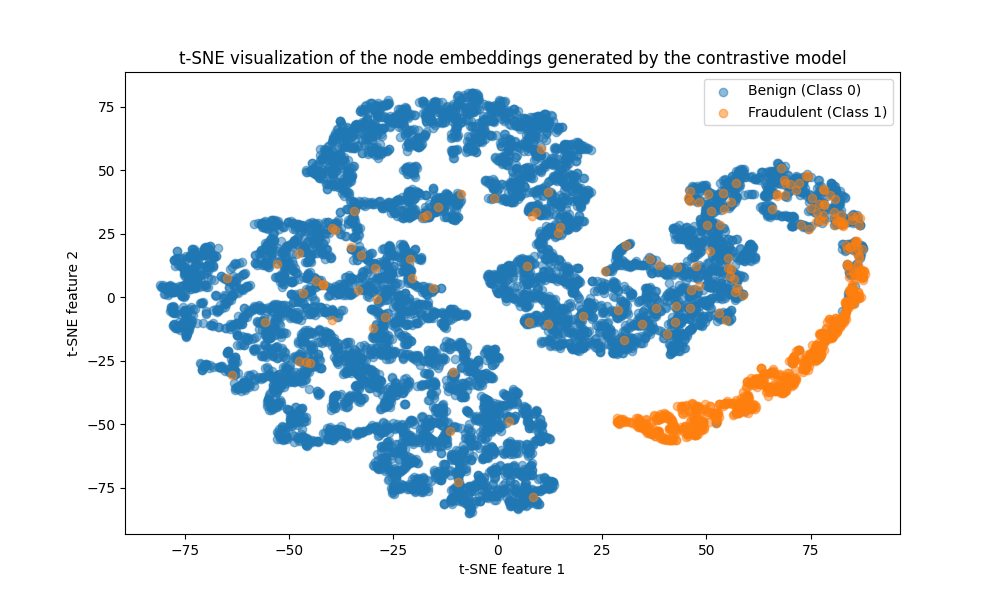 t-SNE visualization of the node embeddings generated by the contrastive model
Benign (Class 0)
Fraudulent (Class 1)
75
50
25
0
−25
−50
−75
t-SNE feature 2
−75
−50
−25
0
25
50
75
t-SNE feature 1